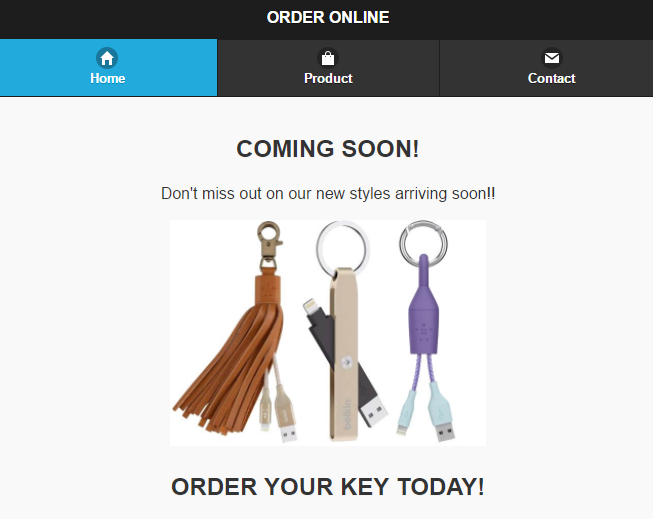 ORDER ONLINE
Home
Product
Contact
COMING SOON!
Don't miss out on our new styles arriving soon!!
belkin
ORDER YOUR KEY TODAY!